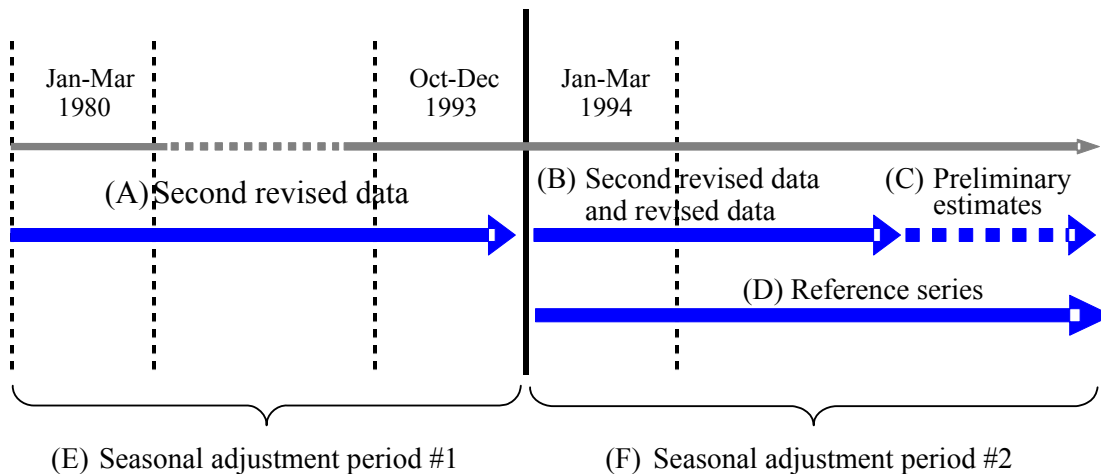 Jan-Mar
1980
Oct-Dec
1993
Jan-Mar
1994
(A) Second revised data
(B) Second revised data
and revised data
(C) Preliminary
estimates
(D) Reference series
(E) Seasonal adjustment period #1
(F) Seasonal adjustment period #2